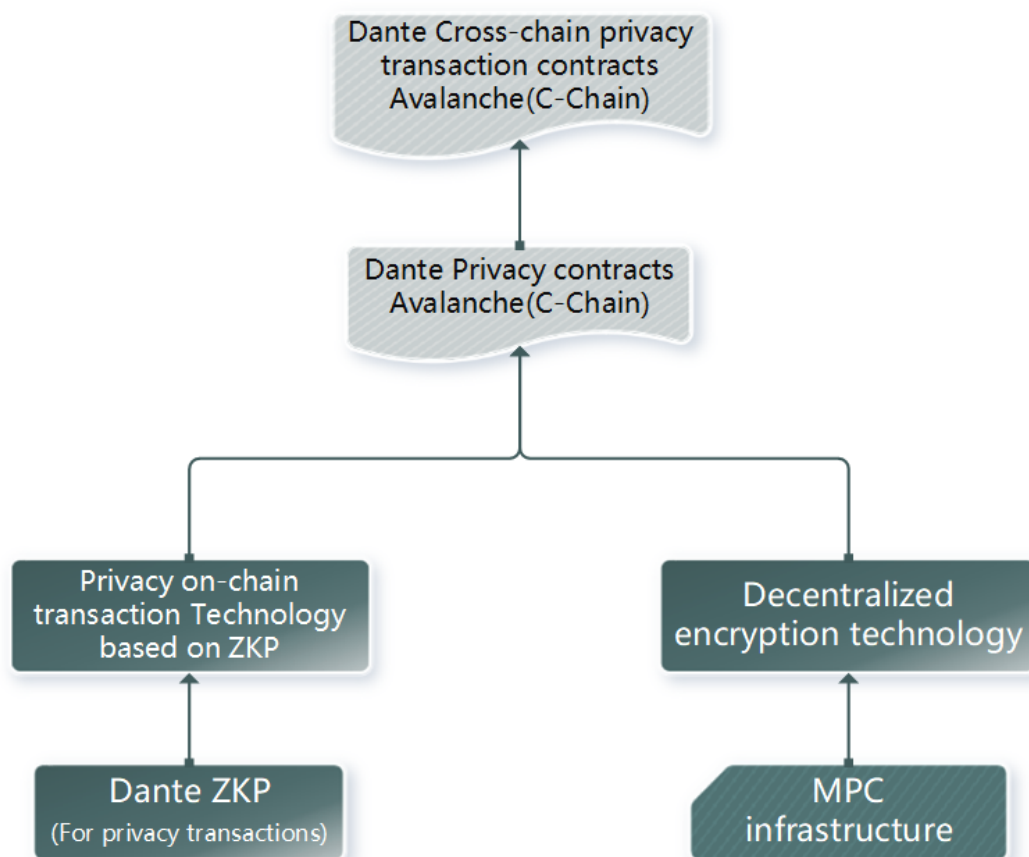 Dante Cross-chain privacy
transaction contracts
Avalanche(C-Chain)
Dante Privacy contracts
Avalanche(C-Chain)
Privacy on-chain
transaction Technology
based on ZKP
Decentralized
encryption technology
Dante ZKP
(For privacy transactions)
MPC
infrastructure